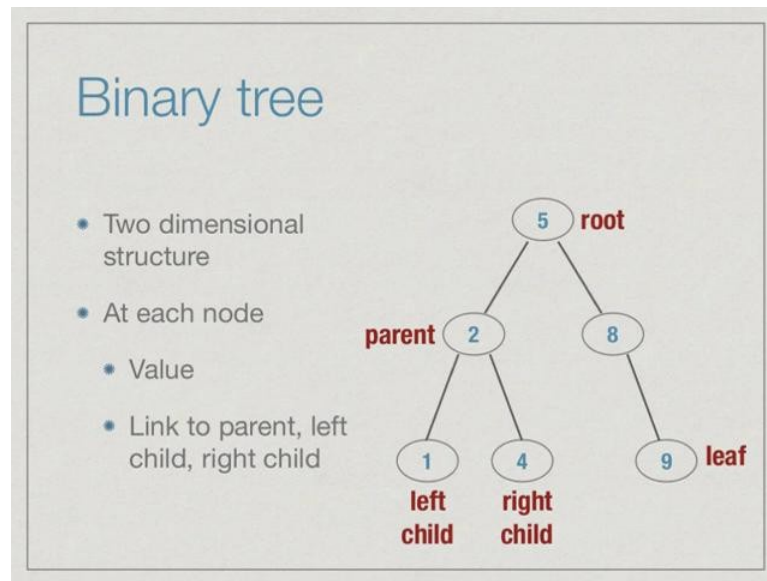 Binary tree
• Two dimensional
structure
• At each node
• Value
• Link to parent, left
child, right child
5 root
parent 2 8
1 4 9 leaf
left right
child child